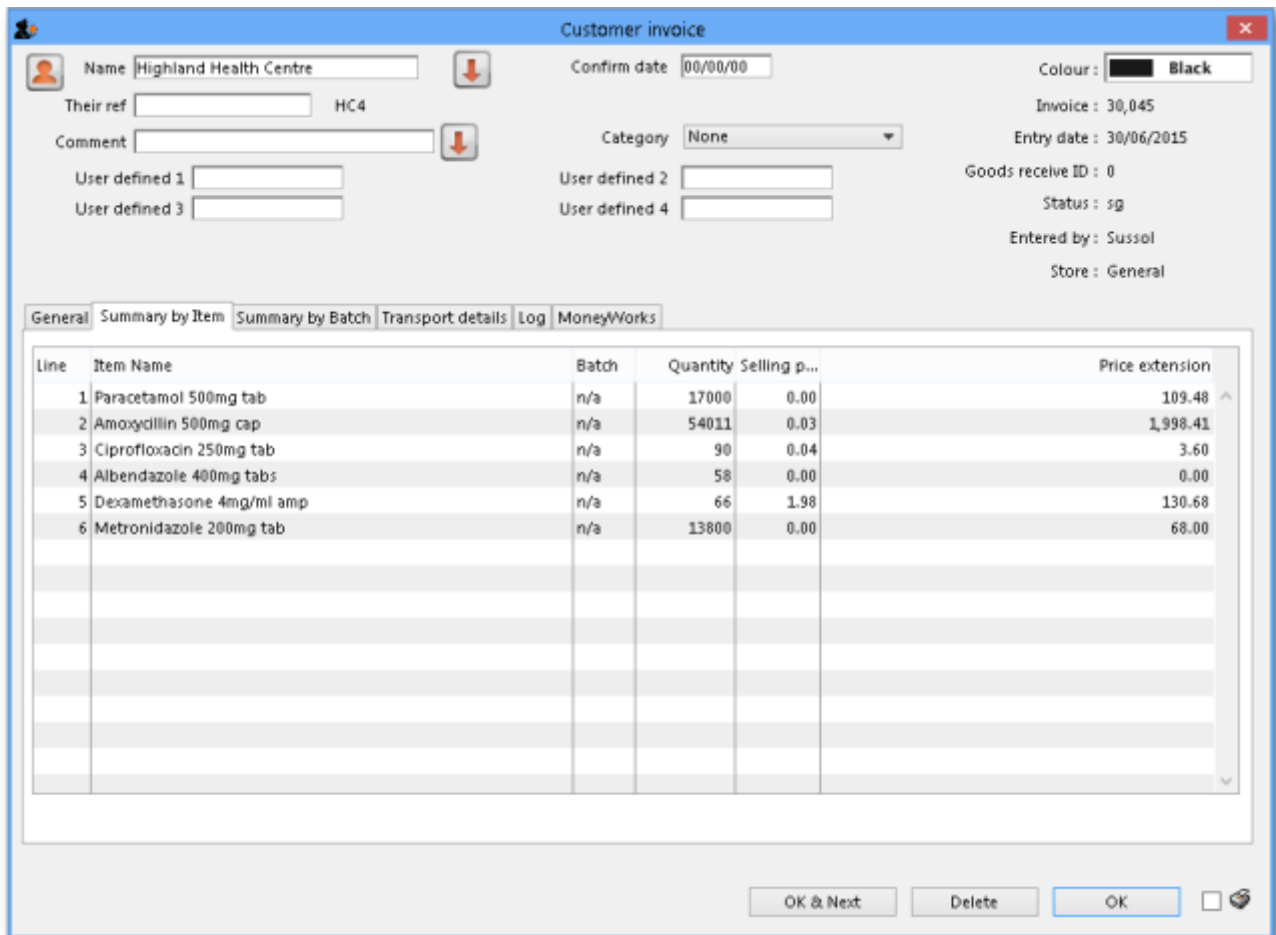 Customer invoice
Name Highland Health Centre Confirm date 00/00/00 Colour : Black
Their ref HC4 Invoice : 30,045
Comment Category None Entry date : 30/06/2015
User defined 1 User defined 2 Goods receive ID : 0
User defined 3 User defined 4 Status : sg
Entered by : Sussol
Store : General
General Summary by Item Summary by Batch Transport details Log MoneyWorks
Line Item Name Batch Quantity Selling p... Price extension
1 Paracetamol 500mg tab n/a 17000 0.00 109.48
2 Amoxycillin 500mg cap n/a 54011 0.03 1,998.41
3 Ciprofloxacin 250mg tab n/a 90 0.04 3.60
4 Albendazole 400mg tabs n/a 58 0.00 0.00
5 Dexamethasone 4mg/ml amp n/a 66 1.98 130.68
6 Metronidazole 200mg tab n/a 13800 0.00 68.00
OK & Next Delete OK